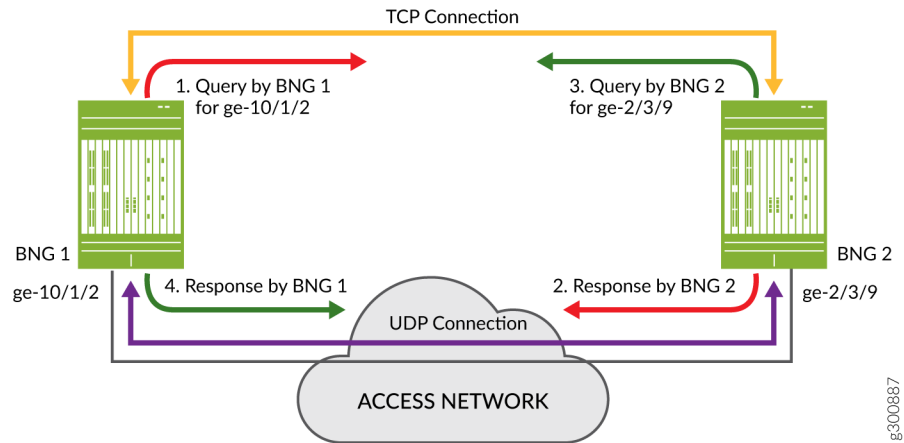 TCP Connection
1. Query by BNG 1
for ge-10/1/2
3. Query by BNG 2
for ge-2/3/9
BNG 1
ge-10/1/2
4. Response by BNG 1
2. Response by BNG 2
BNG 2
ge-2/3/9
UDP Connection
ACCESS NETWORK
g300887